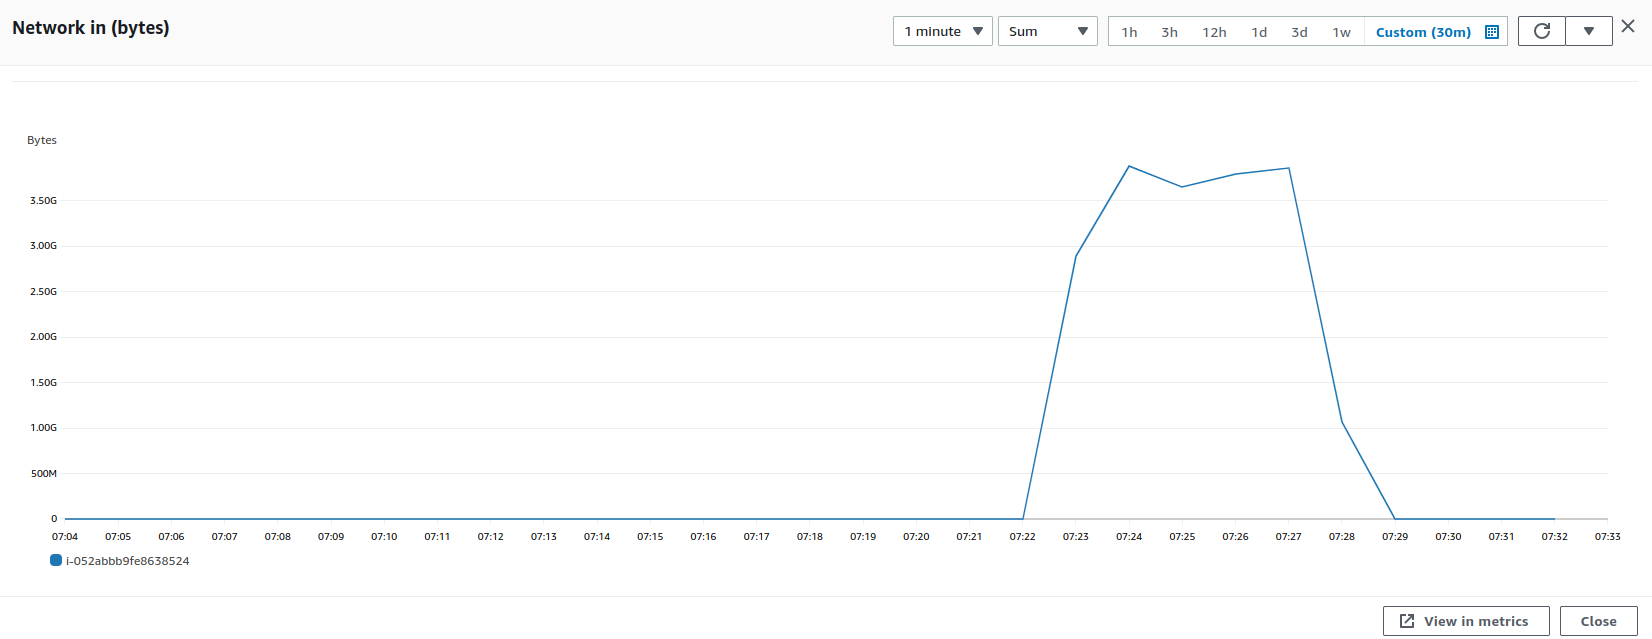 Network in (bytes)
1 minute
Sum
1h 3h 12h 1d 3d 1w Custom (30m)
Bytes
3.50G
3.00G
2.50G
2.00G
1.50G
1.00G
500M
0
07:04 07:05 07:06 07:07 07:08 07:09 07:10 07:11 07:12 07:13 07:14 07:15 07:16 07:17 07:18 07:19 07:20 07:21 07:22 07:23 07:24 07:25 07:26 07:27 07:28 07:29 07:30 07:31 07:32 07:33
i-052abbb9fe8638524
View in metrics
Close